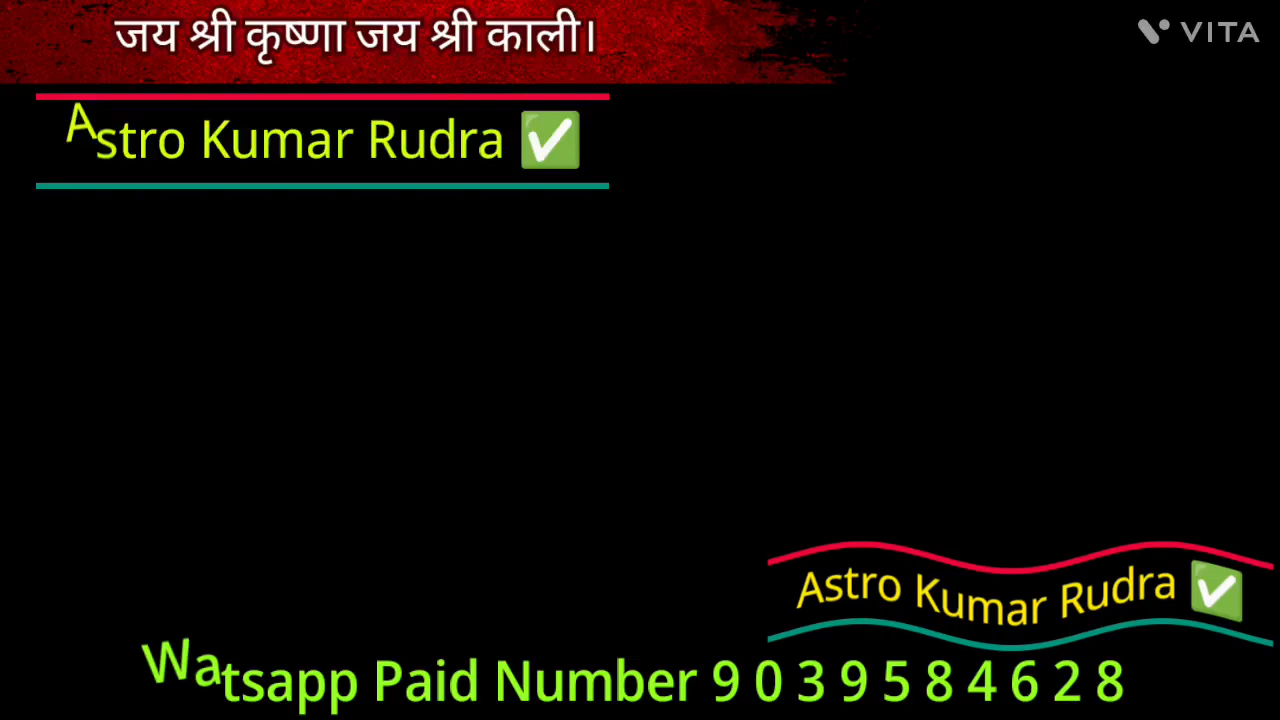 जय श्री कृष्णा जय श्री काली।
VITA
Astro Kumar Rudra ✅
Astro Kumar Rudra ✅
Watsapp Paid Number 9 0 3 9 5 8 4 6 2 8